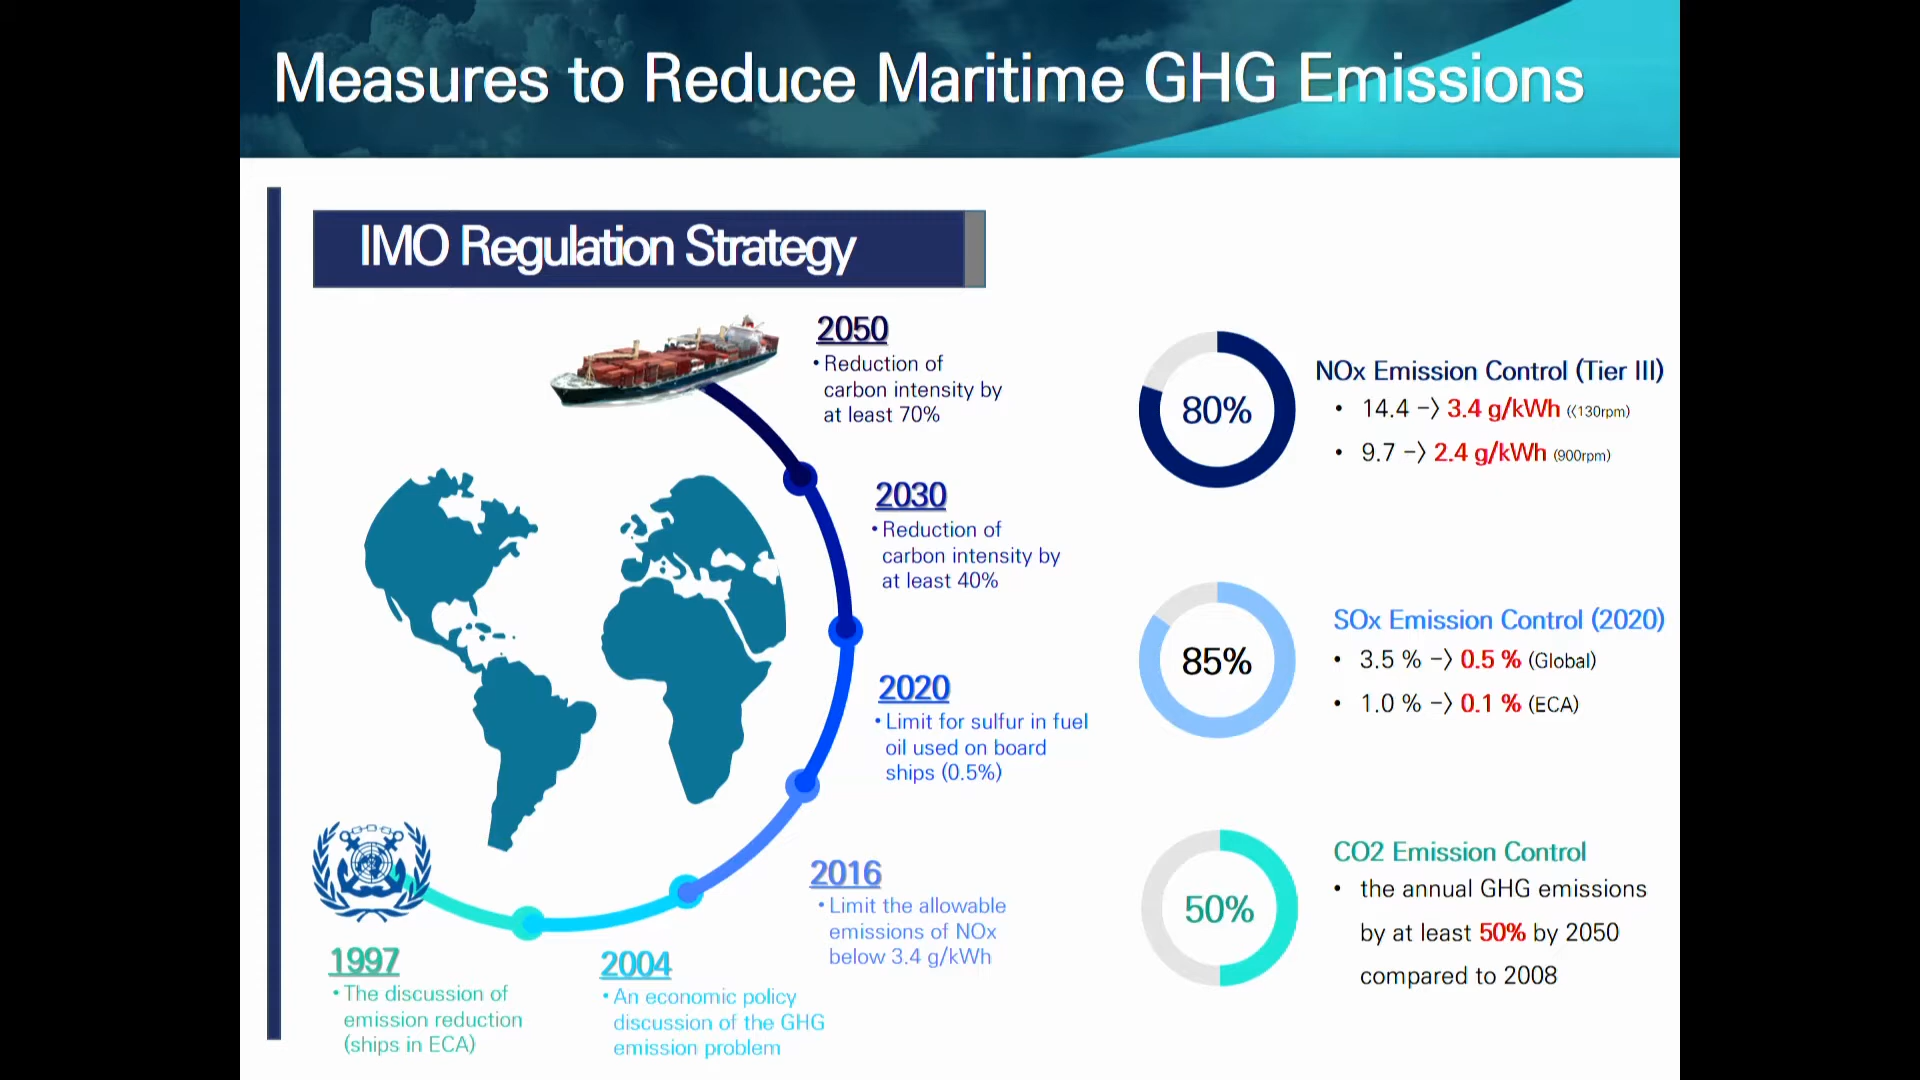 Measures to Reduce Maritime GHG Emissions
IMO Regulation Strategy
2050
• Reduction of
carbon intensity by
at least 70%
2030
• Reduction of
carbon intensity by
at least 40%
2020
• Limit for sulfur in fuel
oil used on board
ships (0.5%)
2016
• Limit the allowable
emissions of NOx
below 3.4 g/kWh
2004
• An economic policy
discussion of the GHG
emission problem
1997
• The discussion of
emission reduction
(ships in ECA)
80%
NOx Emission Control (Tier III)
• 14.4 –> 3.4 g/kWh (<130rpm)
• 9.7 –> 2.4 g/kWh (900rpm)
85%
SOx Emission Control (2020)
• 3.5 % –> 0.5 % (Global)
• 1.0 % –> 0.1 % (ECA)
50%
CO2 Emission Control
• the annual GHG emissions
by at least 50% by 2050
compared to 2008